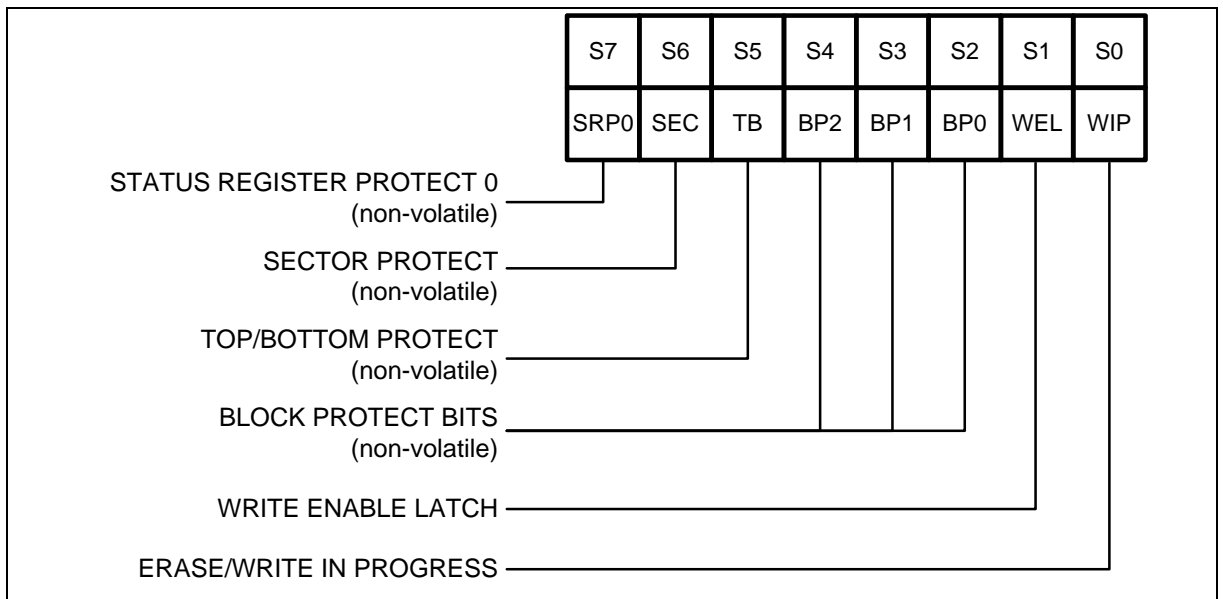 S7 S6 S5 S4 S3 S2 S1 S0
SRP0 SEC TB BP2 BP1 BP0 WEL WIP
STATUS REGISTER PROTECT 0
(non-volatile)
SECTOR PROTECT
(non-volatile)
TOP/BOTTOM PROTECT
(non-volatile)
BLOCK PROTECT BITS
(non-volatile)
WRITE ENABLE LATCH
ERASE/WRITE IN PROGRESS